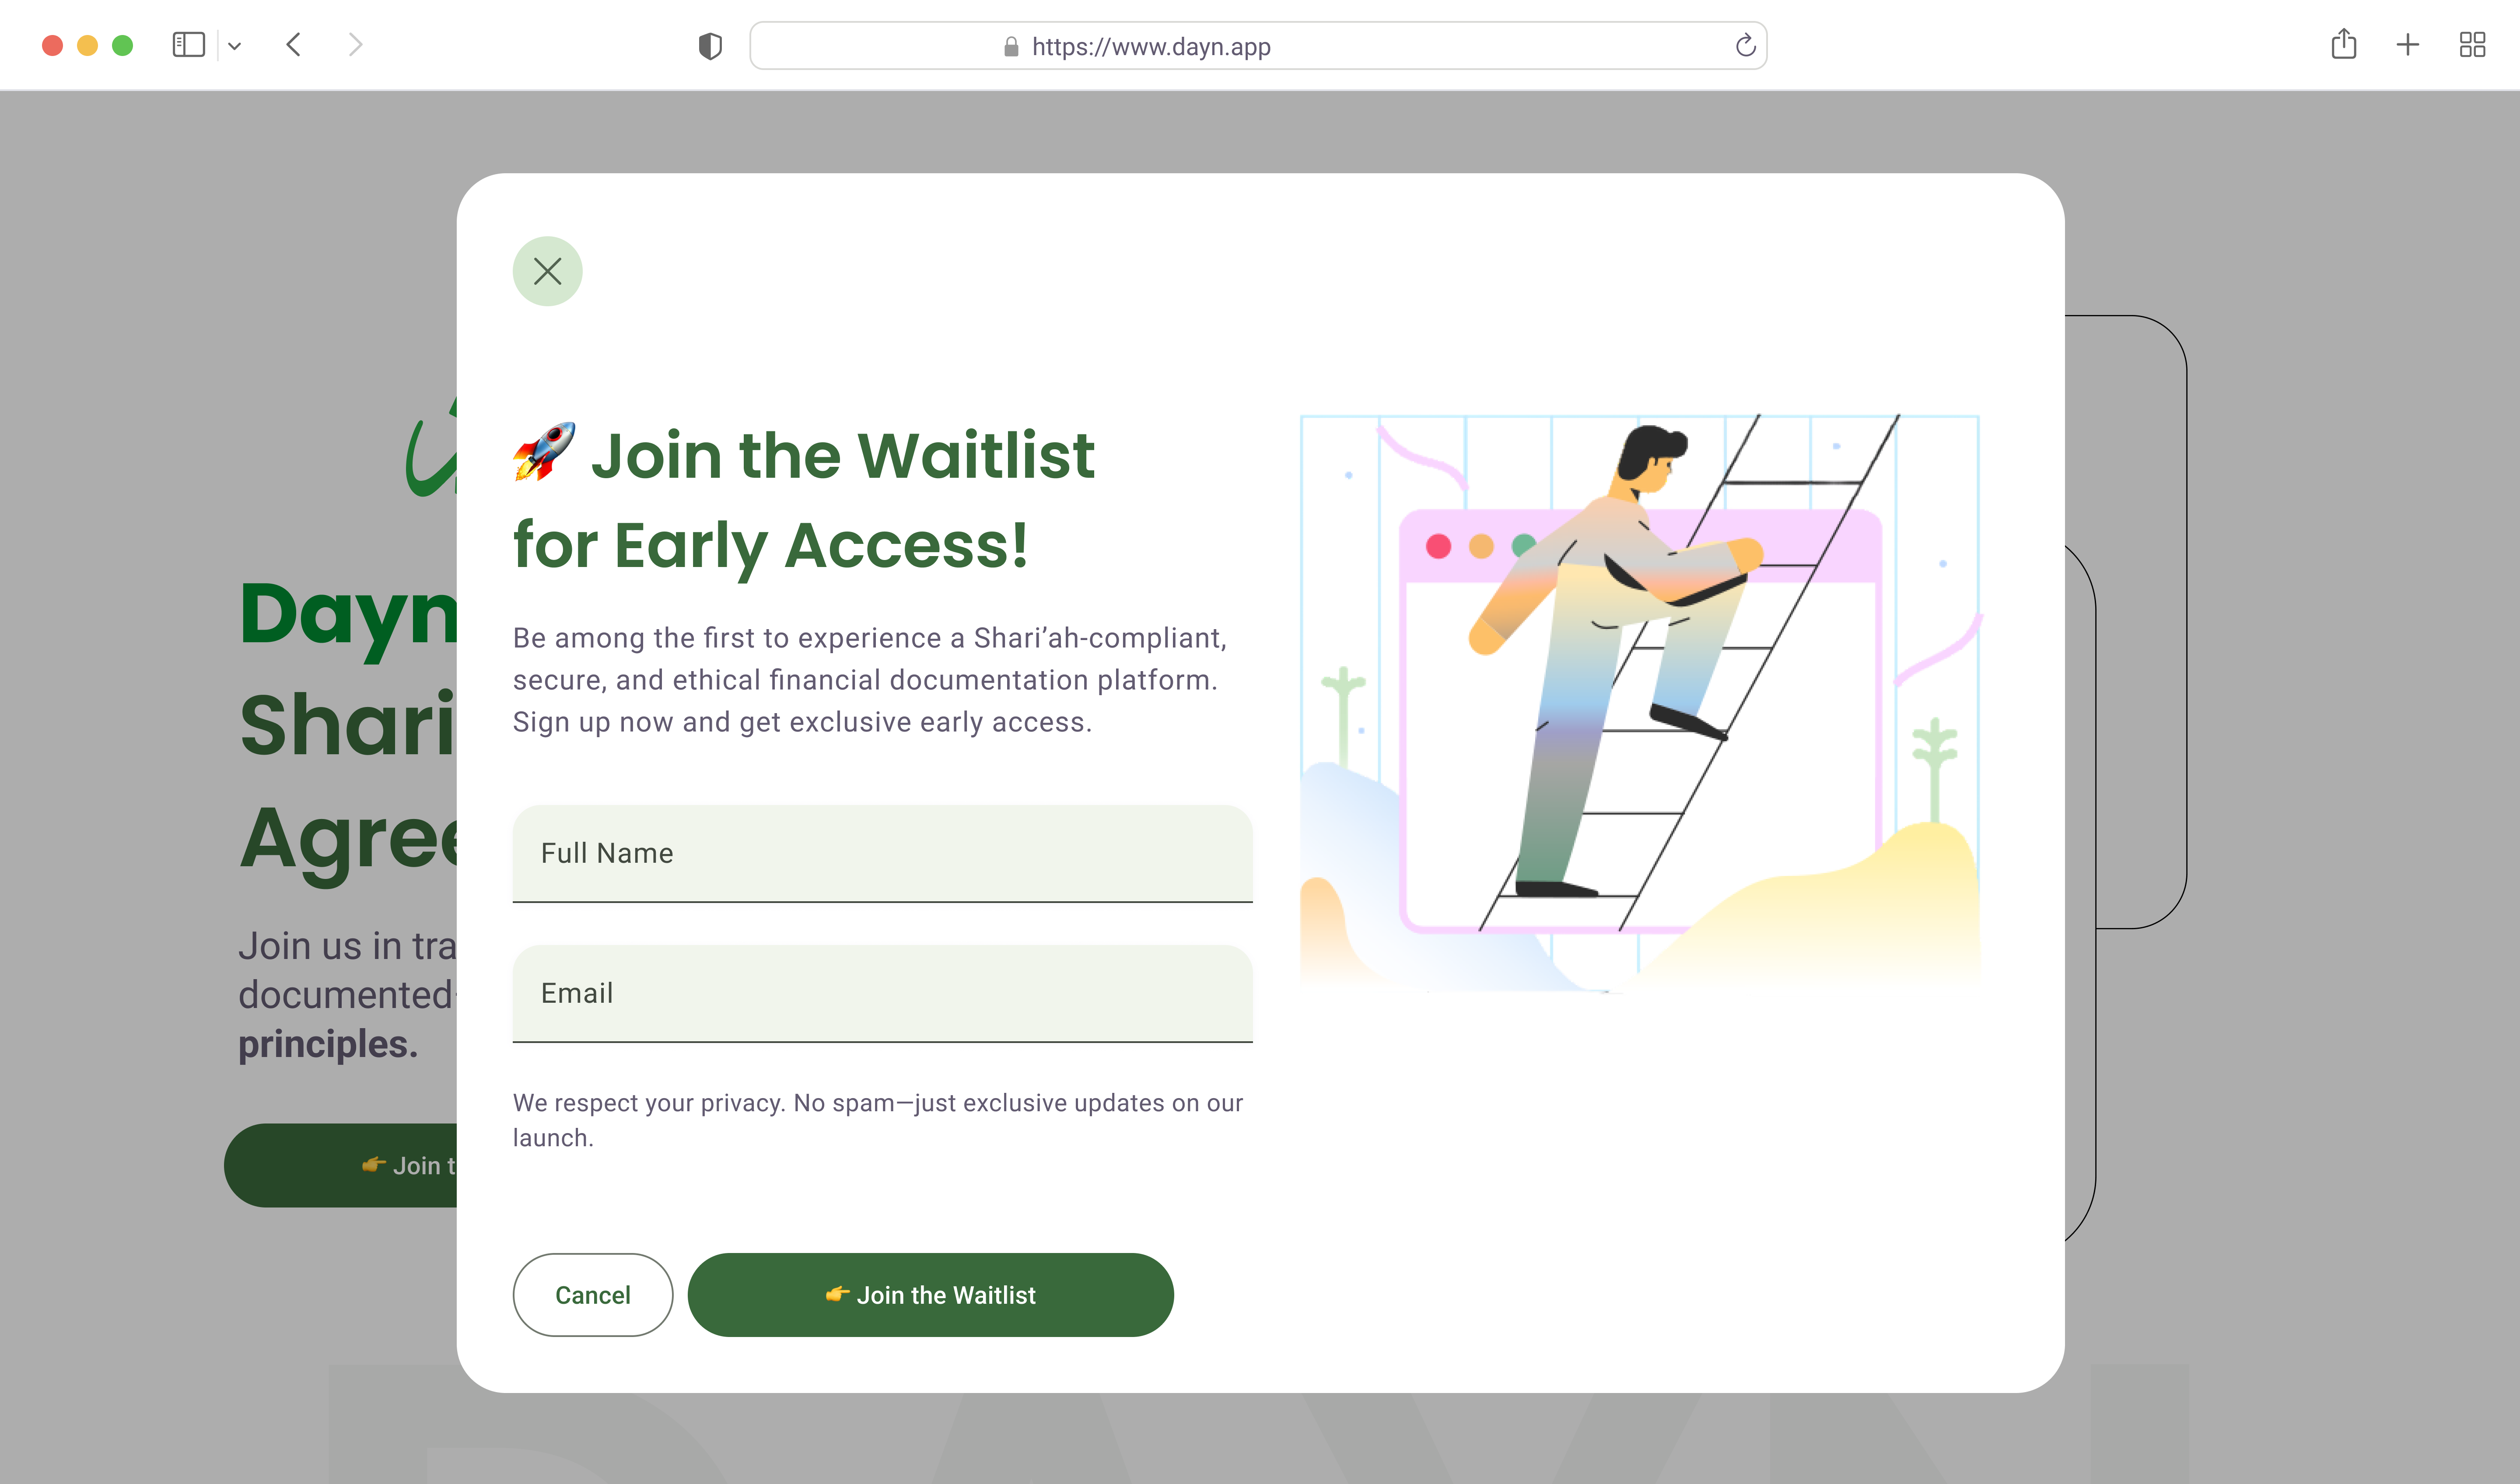 https://www.dayn.app
🚀 Join the Waitlist
for Early Access!
Be among the first to experience a Shari’ah-compliant,
secure, and ethical financial documentation platform.
Sign up now and get exclusive early access.
Full Name
Email
We respect your privacy. No spam—just exclusive updates on our
launch.
Cancel
👉 Join the Waitlist
Dayn
Shari
Agree
Join us in tra
documented
principles.
👉 Join t
DAYN